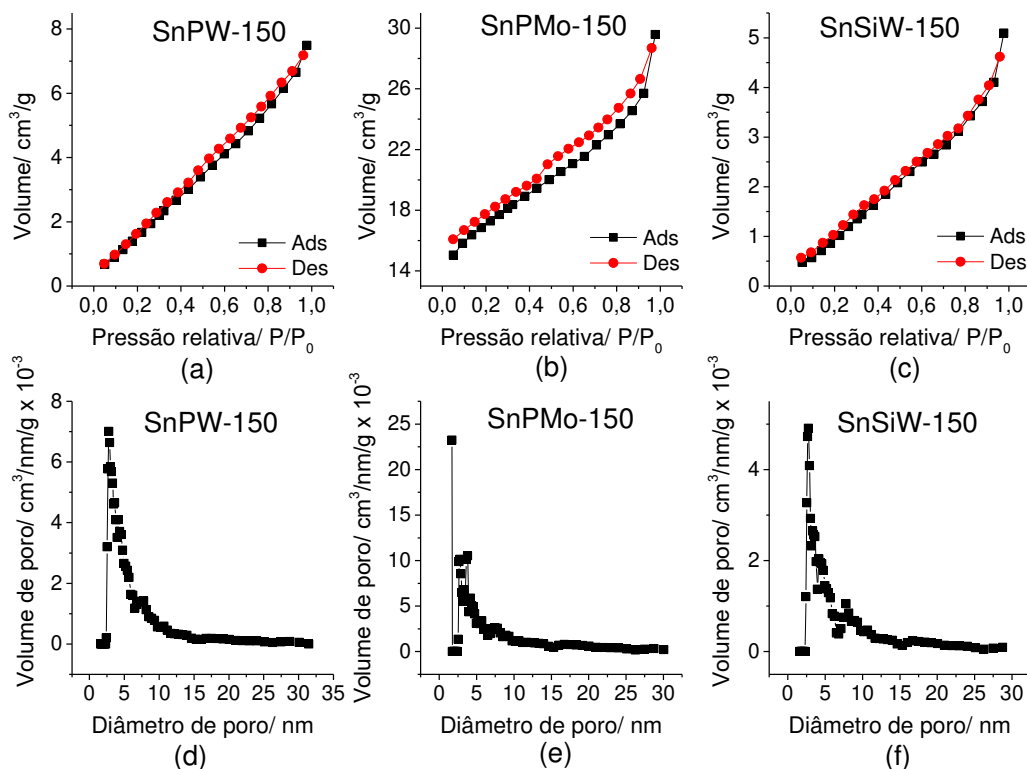 SnPW-150
Volume/ cm³/g
8
6
4
2
0
Ads
Des
0,0 0,2 0,4 0,6 0,8 1,0
Pressão relativa/ P/P₀
(a)
SnPMo-150
Volume/ cm³/g
30
26
22
18
14
Ads
Des
0,0 0,2 0,4 0,6 0,8 1,0
Pressão relativa/ P/P₀
(b)
SnSiW-150
Volume/ cm³/g
5
4
3
2
1
0
Ads
Des
0,0 0,2 0,4 0,6 0,8 1,0
Pressão relativa/ P/P₀
(c)
SnPW-150
Volume de poro/ cm³/nm/g x 10⁻³
8
6
4
2
0
0 5 10 15 20 25 30 35
Diâmetro de poro/ nm
(d)
SnPMo-150
Volume de poro/ cm³/nm/g x 10⁻³
25
20
15
10
5
0
0 5 10 15 20 25 30
Diâmetro de poro/ nm
(e)
SnSiW-150
Volume de poro/ cm³/nm/g x 10⁻³
4
2
0
0 5 10 15 20 25 30
Diâmetro de poro/ nm
(f)